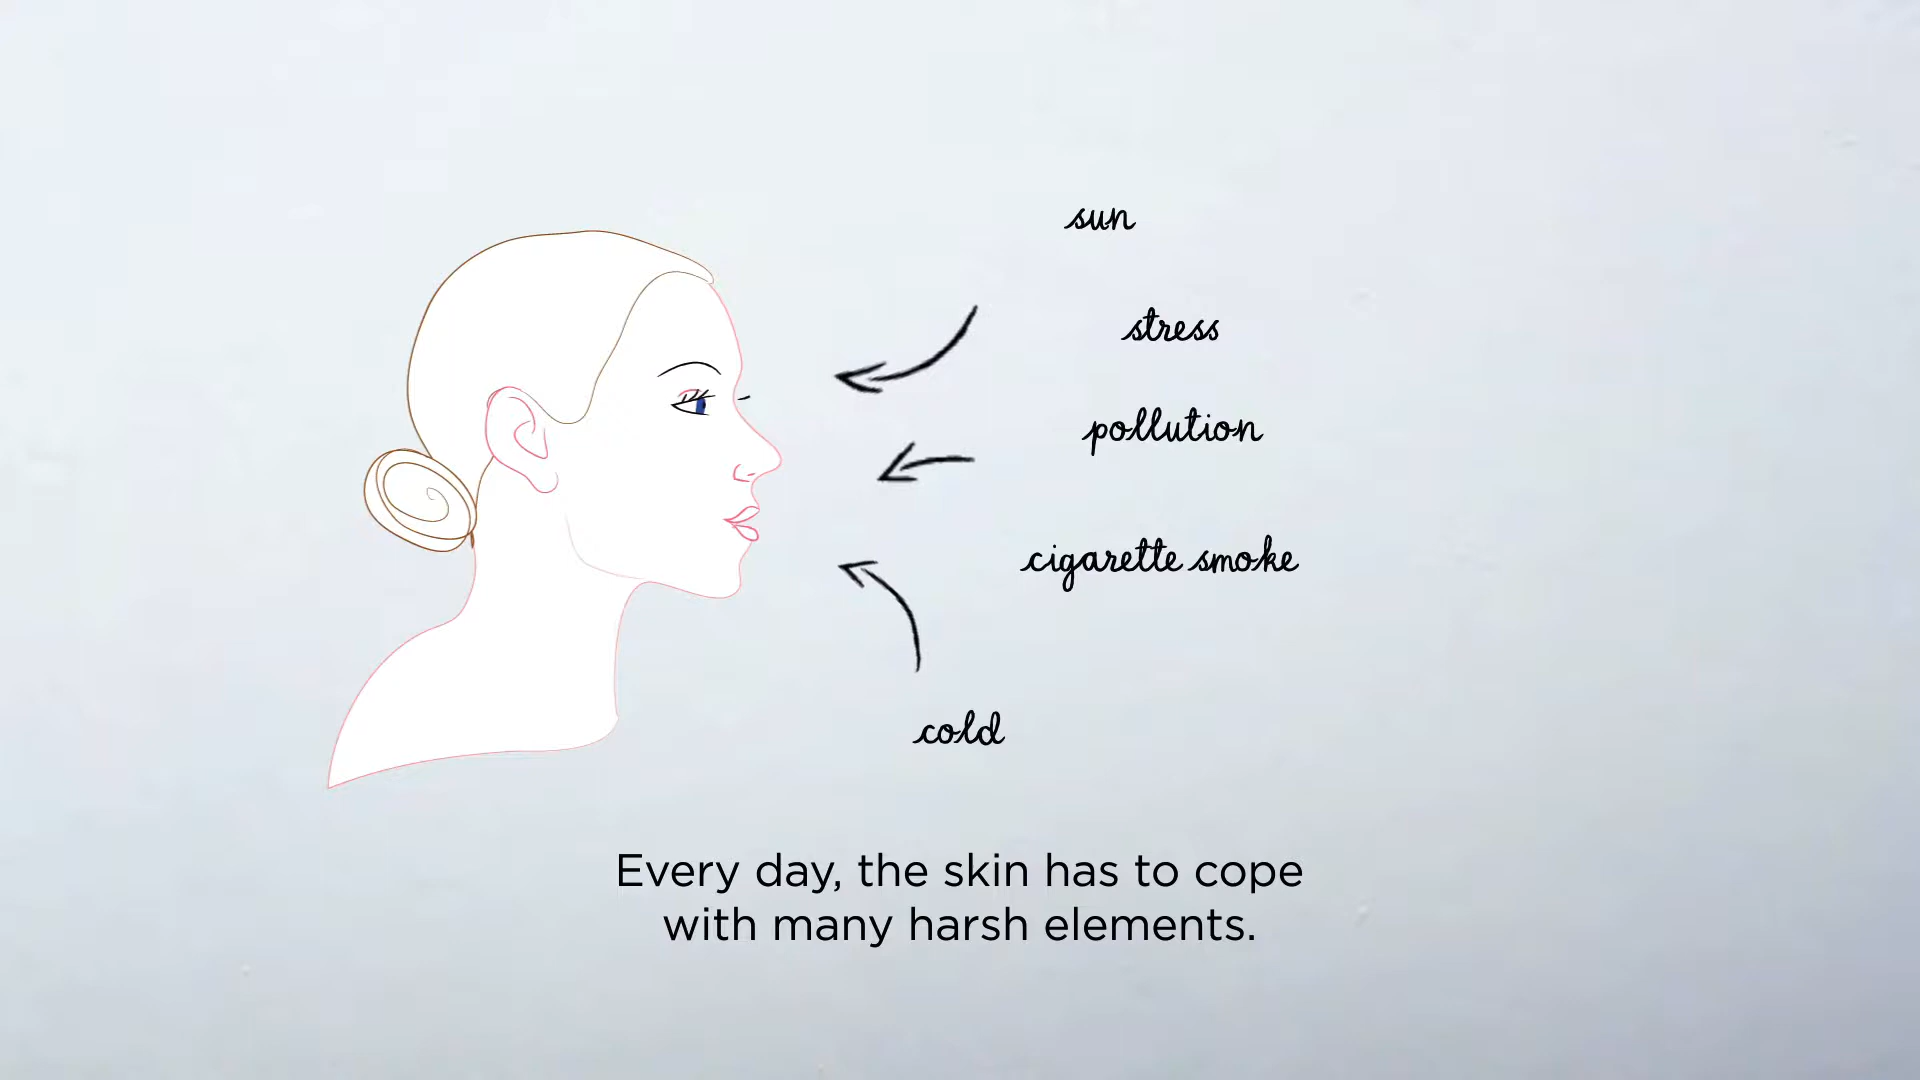 sun
stress
pollution
cigarette smoke
cold
Every day, the skin has to cope
with many harsh elements.